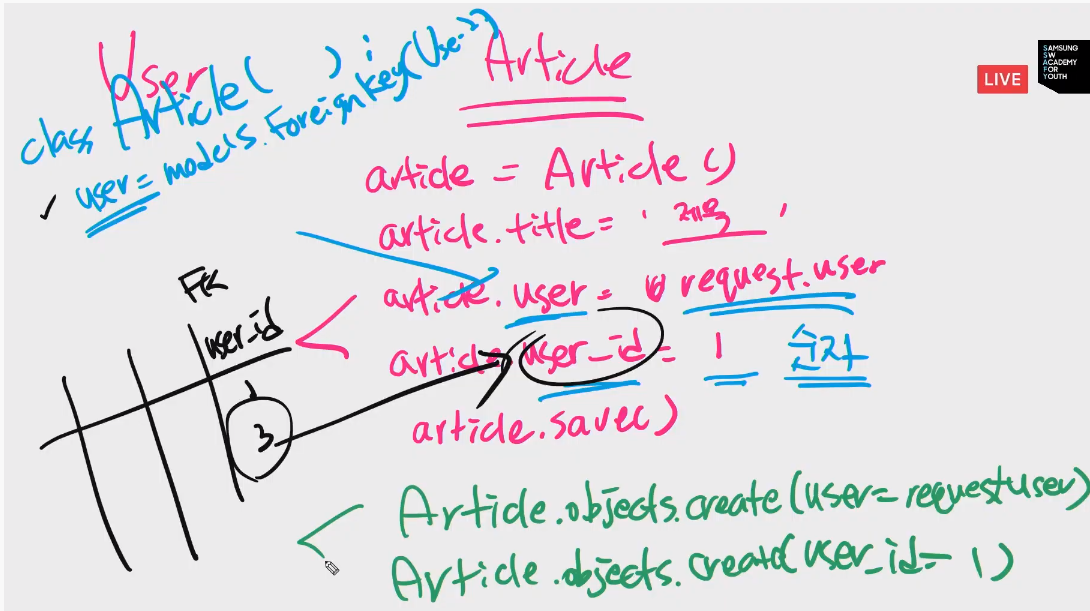 User
Article
class Article( ) :
user = models.ForeignKey(User)
article = Article()
article.title = ' 제목 '
article.user = request.user
article.user_id = 1 숫자
article.save()
FK
user_id
3
Article.objects.create(user=request.user)
Article.objects.create(user_id=1)
LIVE
SAMSUNG
SW
ACADEMY
FOR
YOUTH